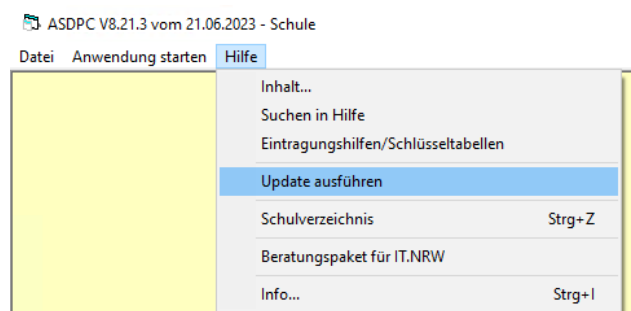 ASDPC V8.21.3 vom 21.06.2023 - Schule
Datei Anwendung starten Hilfe
Inhalt...
Suchen in Hilfe
Eintragungshilfen/Schlüsseltabellen
Update ausführen
Schulverzeichnis Strg+Z
Beratungspaket für IT.NRW
Info... Strg+I